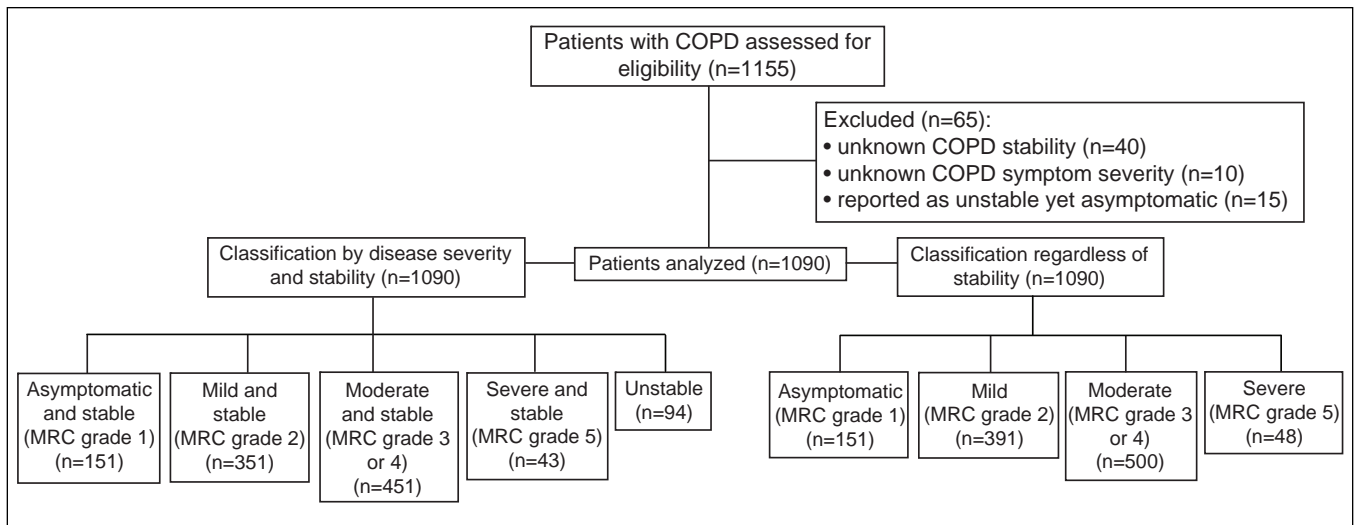 Patients with COPD assessed for
eligibility (n=1155)
Excluded (n=65):
• unknown COPD stability (n=40)
• unknown COPD symptom severity (n=10)
• reported as unstable yet asymptomatic (n=15)
Classification by disease severity
and stability (n=1090)
Patients analyzed (n=1090)
Classification regardless of
stability (n=1090)
Asymptomatic
and stable
(MRC grade 1)
(n=151)
Mild and
stable
(MRC grade 2)
(n=351)
Moderate
and stable
(MRC grade 3
or 4)
(n=451)
Severe and
stable
(MRC grade 5)
(n=43)
Unstable
(n=94)
Asymptomatic
(MRC grade 1)
(n=151)
Mild
(MRC grade 2)
(n=391)
Moderate
(MRC grade 3
or 4)
(n=500)
Severe
(MRC grade 5)
(n=48)